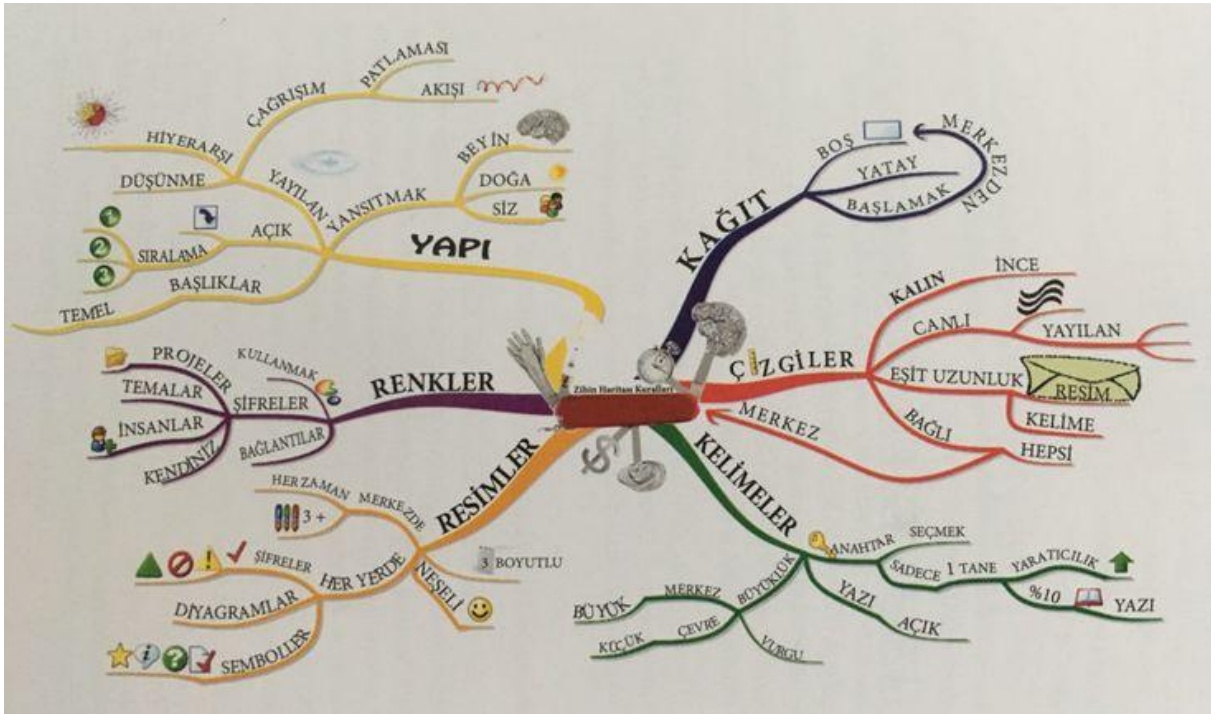 Zihin Haritası Kuralları
KAĞIT
BOŞ
YATAY
BAŞLAMAK
MERKEZDEN
ÇİZGİLER
KALIN
İNCE
CANLI
YAYILAN
EŞİT UZUNLUK
RESİM
KELİME
BAĞLI
HEPSİ
MERKEZ
KELİMELER
ANAHTAR
SEÇMEK
SADECE
1 TANE
YARATICILIK
%10
YAZI
YAZI
AÇIK
BÜYÜKLÜK
MERKEZ
BÜYÜK
ÇEVRE
KÜÇÜK
VURGU
RESİMLER
MERKEZDE
HER ZAMAN
3 +
3 BOYUTLU
NEŞELİ
HER YERDE
ŞİFRELER
DİYAGRAMLAR
SEMBOLLER
RENKLER
KULLANMAK
ŞİFRELER
PROJELER
TEMALAR
İNSANLAR
KENDİNİZ
BAĞLANTILAR
YAPI
YANSITMAK
BEYİN
DOĞA
SİZ
YAYILAN
ÇAĞRIŞIM
PATLAMASI
AKIŞI
HİYERARŞİ
DÜŞÜNME
AÇIK
SIRALAMA
1
2
3
BAŞLIKLAR
TEMEL